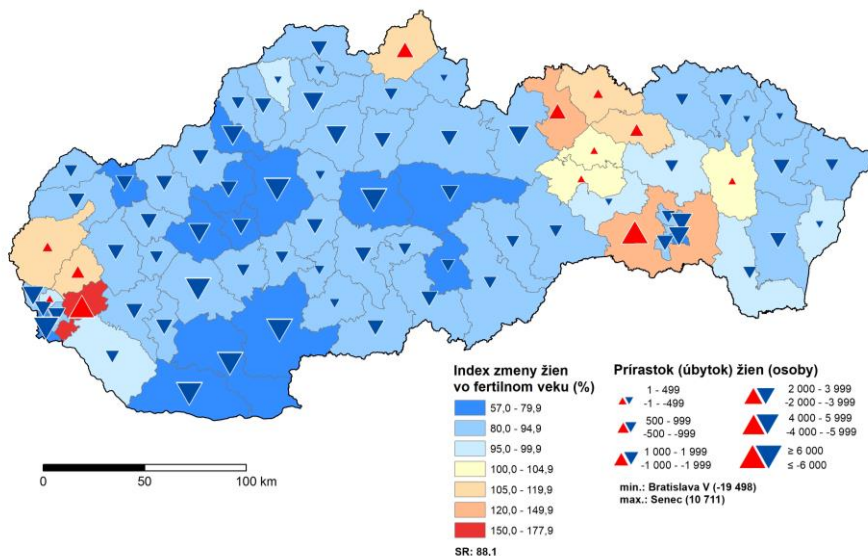 Index zmeny žien
vo fertilnom veku (%)
57,0 - 79,9
80,0 - 94,9
95,0 - 99,9
100,0 - 104,9
105,0 - 119,9
120,0 - 149,9
150,0 - 177,9
SR: 88,1
Prírastok (úbytok) žien (osoby)
1 - 499
-1 - -499
500 - 999
-500 - -999
1 000 - 1 999
-1 000 - -1 999
2 000 - 3 999
-2 000 - -3 999
4 000 - 5 999
-4 000 - -5 999
≥ 6 000
≤ -6 000
min.: Bratislava V (-19 498)
max.: Senec (10 711)
0 50 100 km